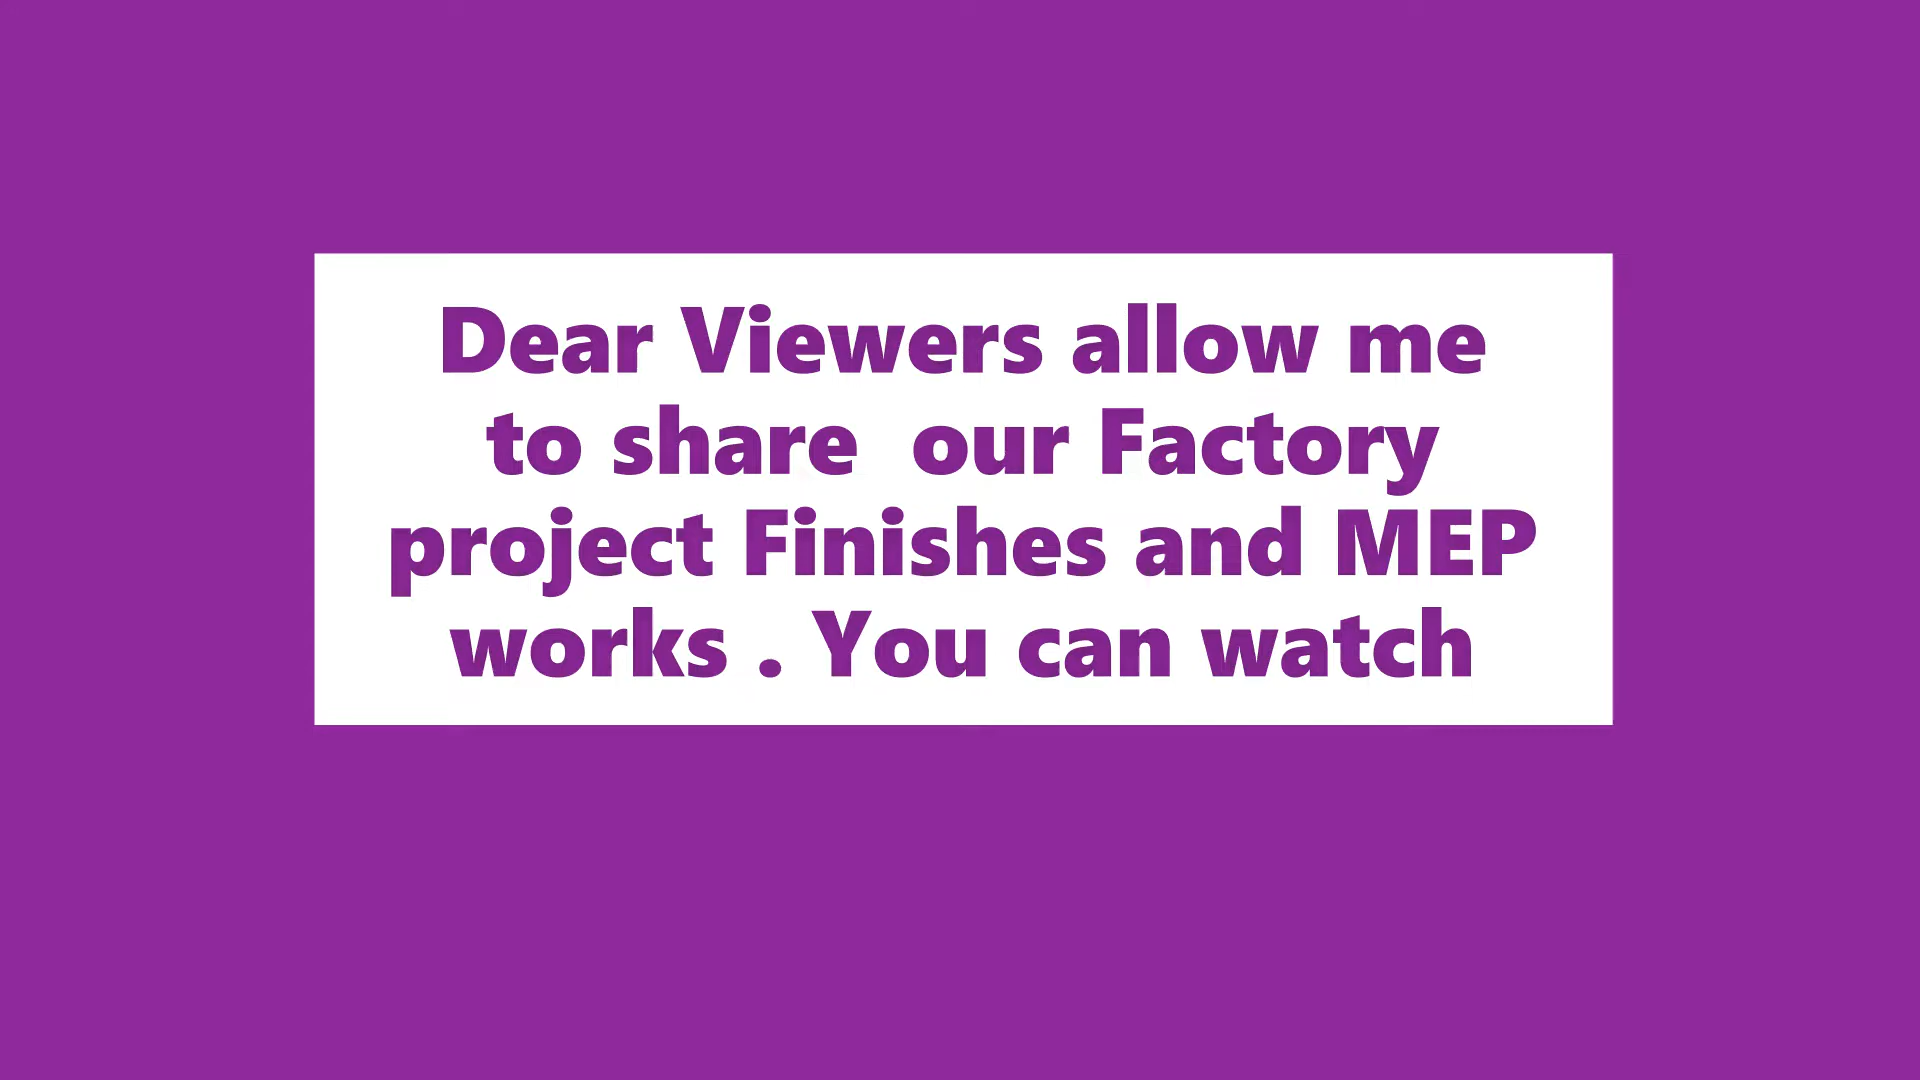 Dear Viewers allow me
to share  our Factory
project Finishes and MEP
works . You can watch